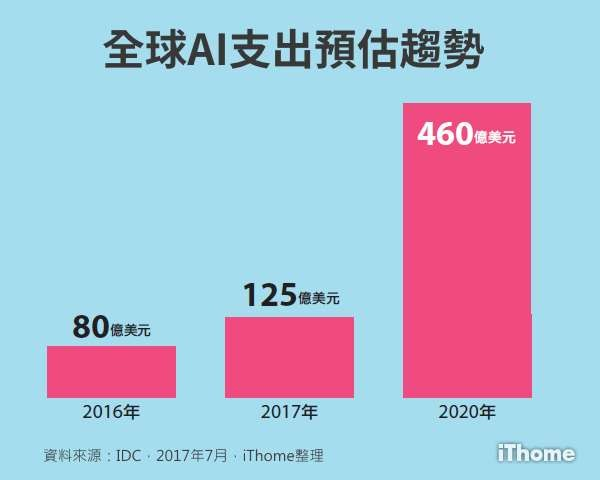 全球AI支出預估趨勢
460億美元
125億美元
80億美元
2016年 2017年 2020年
資料來源：IDC，2017年7月，iThome整理
iThome